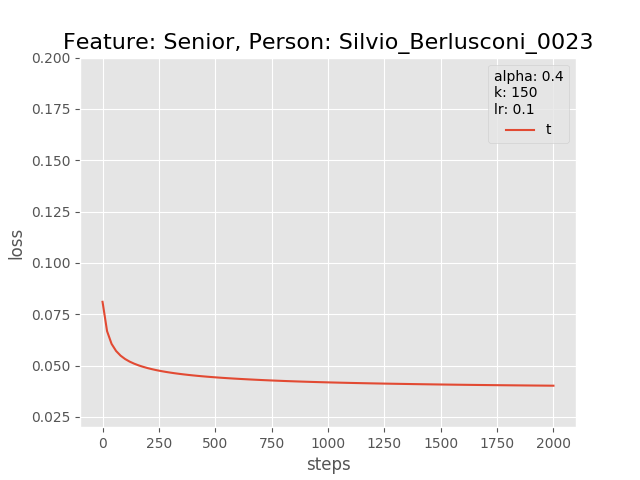 Feature: Senior, Person: Silvio_Berlusconi_0023
0.200
0.175
0.150
0.125
0.100
0.075
0.050
0.025
loss
alpha: 0.4
k: 150
lr: 0.1
t
0 250 500 750 1000 1250 1500 1750 2000
steps